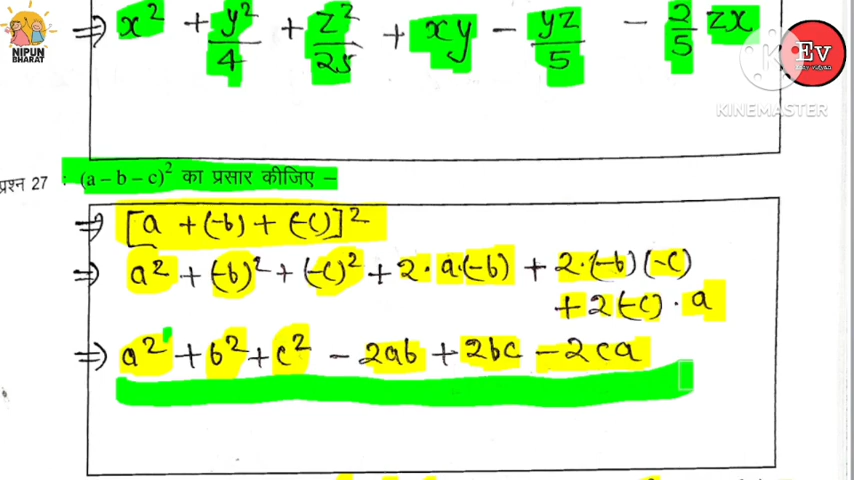 ⇒ x² + y²/4 + z²/25 + xy - yz/5 - 2/5 zx
NIPUN
BHARAT
Ev
KINEMASTER
प्रश्न 27 : (a – b – c)² का प्रसार कीजिए –
⇒ [a + (-b) + (-c)]²
⇒ a² + (-b)² + (-c)² + 2·a·(-b) + 2·(-b)(-c)
+ 2(-c)·a
⇒ a² + b² + c² - 2ab + 2bc - 2ca